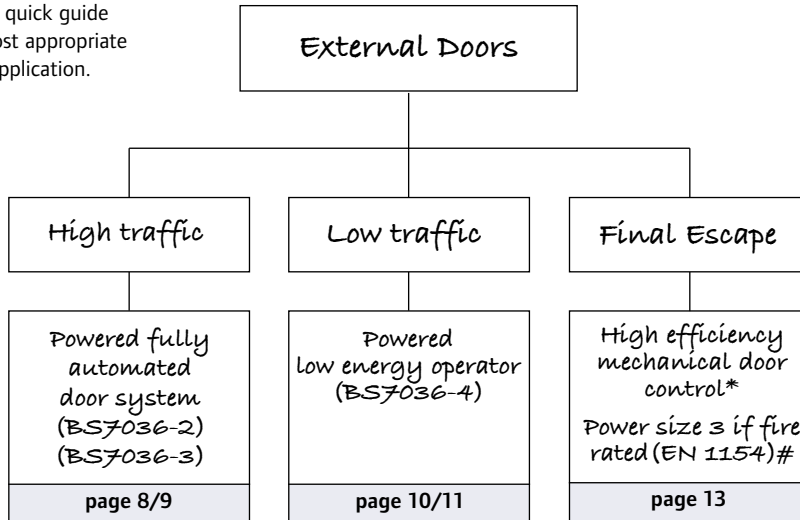 quick guide
ost appropriate
pplication.
External Doors
High traffic
Low traffic
Final Escape
Powered fully
automated
door system
(BS7036-2)
(BS7036-3)
page 8/9
Powered
low energy operator
(BS7036-4)
page 10/11
High efficiency
mechanical door
control*
Power size 3 if fire
rated (EN 1154)#
page 13